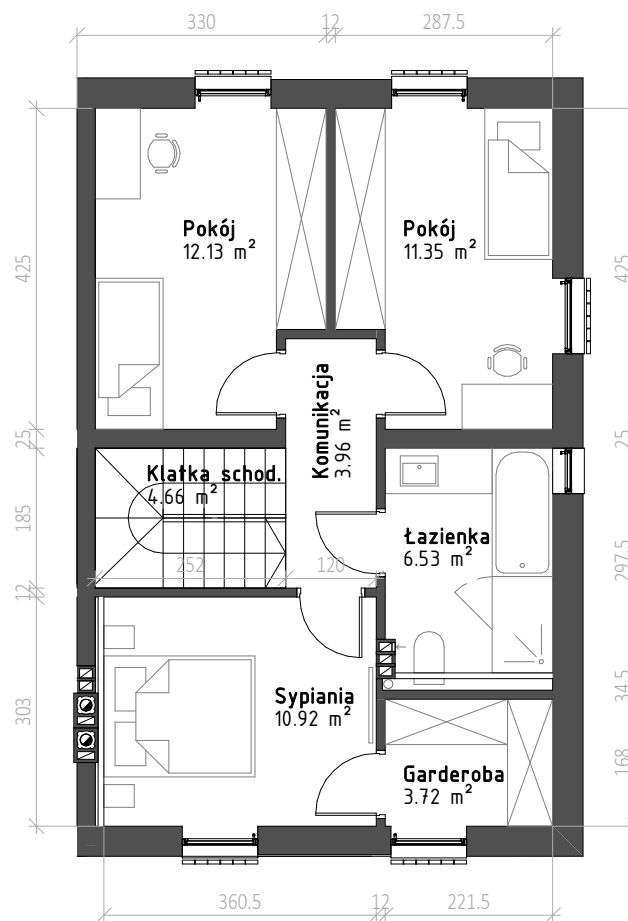 330
12
287.5
425
425
Pokój
12.13 m²
Pokój
11.35 m²
Komunikacja
3.96 m²
25
25
Klatka schod.
4.66 m²
185
Łazienka
6.53 m²
297.5
252
120
12
303
Sypiania
10.92 m²
34.5
168
Garderoba
3.72 m²
360.5
12
221.5